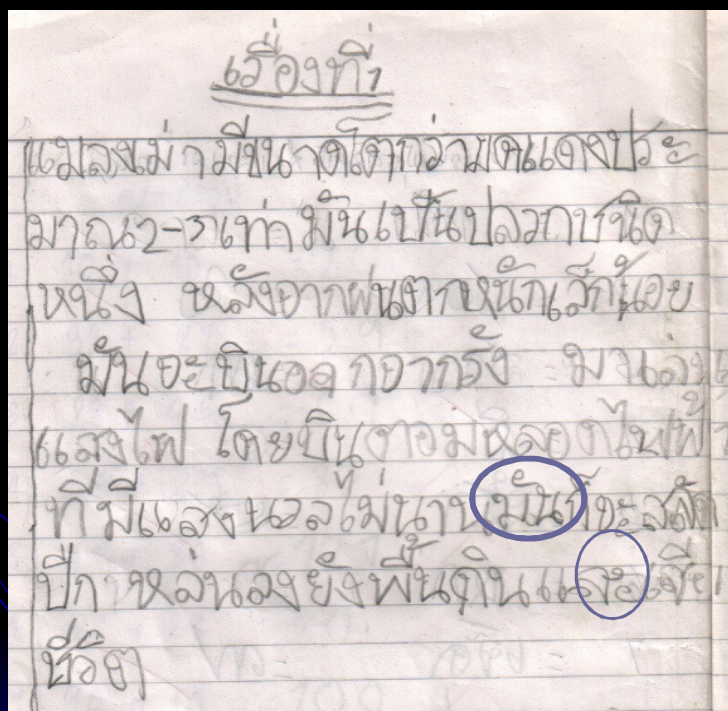 เรื่องที่1
แมลงเม่ามีขนาดโตกว่ามดแดงประ
มาณ2-3เท่า มันเป็นปลวกชนิด
หนึ่ง หลังจากฝนตกหนักเล็กน้อย
มันจะบินออกจากรัง มาเล่น
แสงไฟ โดยบินตอมหลอดไฟฟ้า
ที่มีแสงนวลไม่นานมันก็จะสลัด
ปีกหล่นลงยังพื้นดินและเสีย
ชีวิต